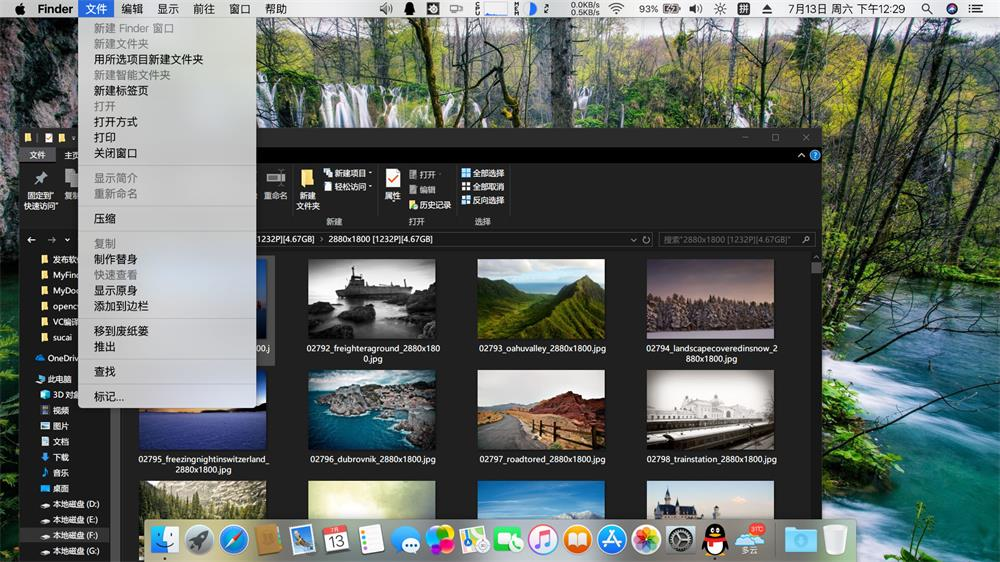 Finder 文件 编辑 显示 前往 窗口 帮助
CPU MEM 0.0KB/s 0.5KB/s 93% 拼 7月13日 周六 下午12:29
新建 Finder 窗口
新建文件夹
用所选项目新建文件夹
新建智能文件夹
新建标签页
打开
打开方式
打印
关闭窗口
显示简介
重新命名
压缩
复制
制作替身
快速查看
显示原身
添加到边栏
移到废纸篓
推出
查找
标记...
文件 主页
固定到"
快速访问"
复制
重命名
新建
文件夹
新建项目
轻松访问
新建
属性
打开
编辑
历史记录
打开
全部选择
全部取消
反向选择
选择
[1232P][4.67GB] > 2880x1800 [1232P][4.67GB]
搜索"2880x1800 [1232P][4.67GB]"
发布软件
MyFin
MyDoc
opencv
VC编译
sucai
OneDriv
此电脑
3D 对象
视频
图片
文档
下载
音乐
桌面
本地磁盘 (D:)
本地磁盘 (E:)
本地磁盘 (F:)
本地磁盘 (G:)
02792_freighteraground_2880x1800.jpg
02793_oahuvalley_2880x1800.jpg
02794_landscapecoveredinsnow_2880x1800.jpg
02795_freezingnightinswitzerland_2880x1800.jpg
02796_dubrovnik_2880x1800.jpg
02797_roadtored_2880x1800.jpg
02798_trainstation_2880x1800.jpg
7月
13
31°C
多云